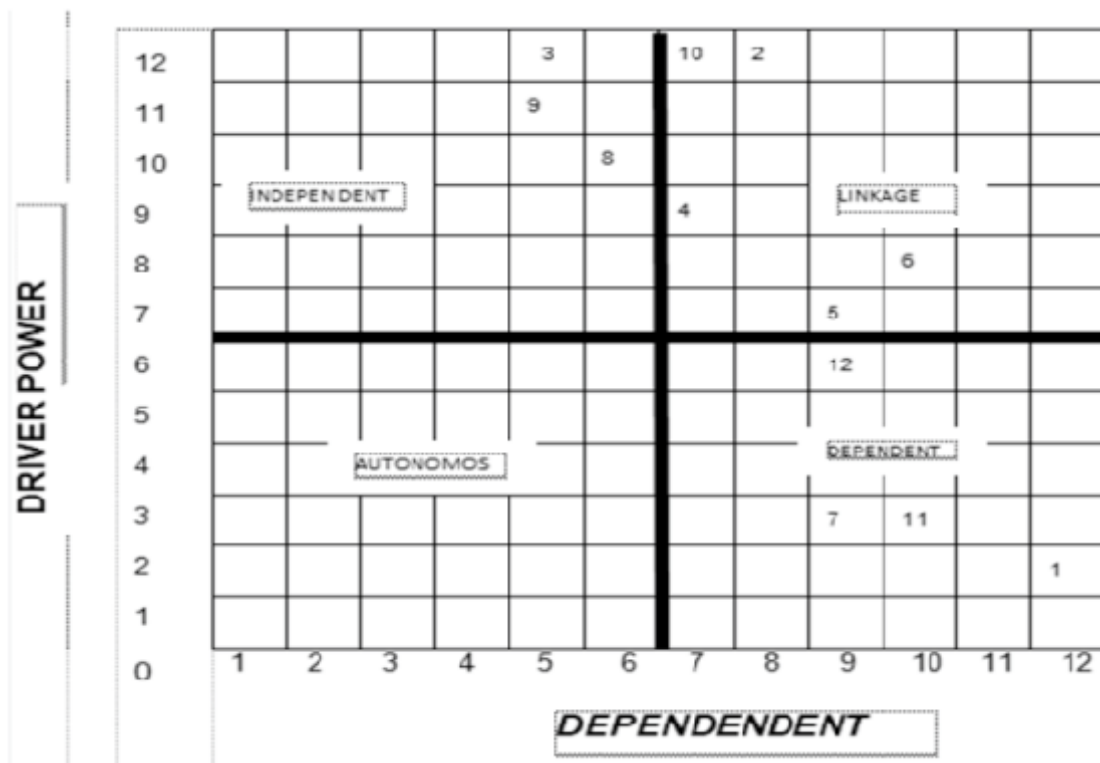 12 3 10 2
11 9
10 8
INDEPENDENT LINKAGE
9 4
8 6
7 5
6 12
5
4 AUTONOMOS DEPENDENT
3 7 11
2 1
1
0 1 2 3 4 5 6 7 8 9 10 11 12
DRIVER POWER
DEPENDENDENT